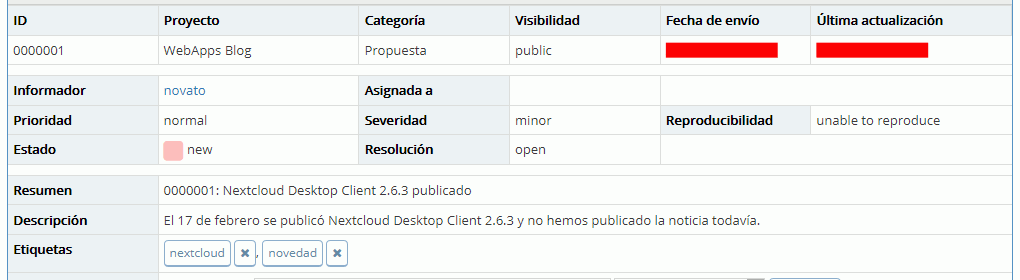 ID Proyecto Categoría Visibilidad Fecha de envío Última actualización
0000001 WebApps Blog Propuesta public
Informador novato Asignada a
Prioridad normal Severidad minor Reproducibilidad unable to reproduce
Estado new Resolución open
Resumen 0000001: Nextcloud Desktop Client 2.6.3 publicado
Descripción El 17 de febrero se publicó Nextcloud Desktop Client 2.6.3 y no hemos publicado la noticia todavía.
Etiquetas nextcloud , novedad